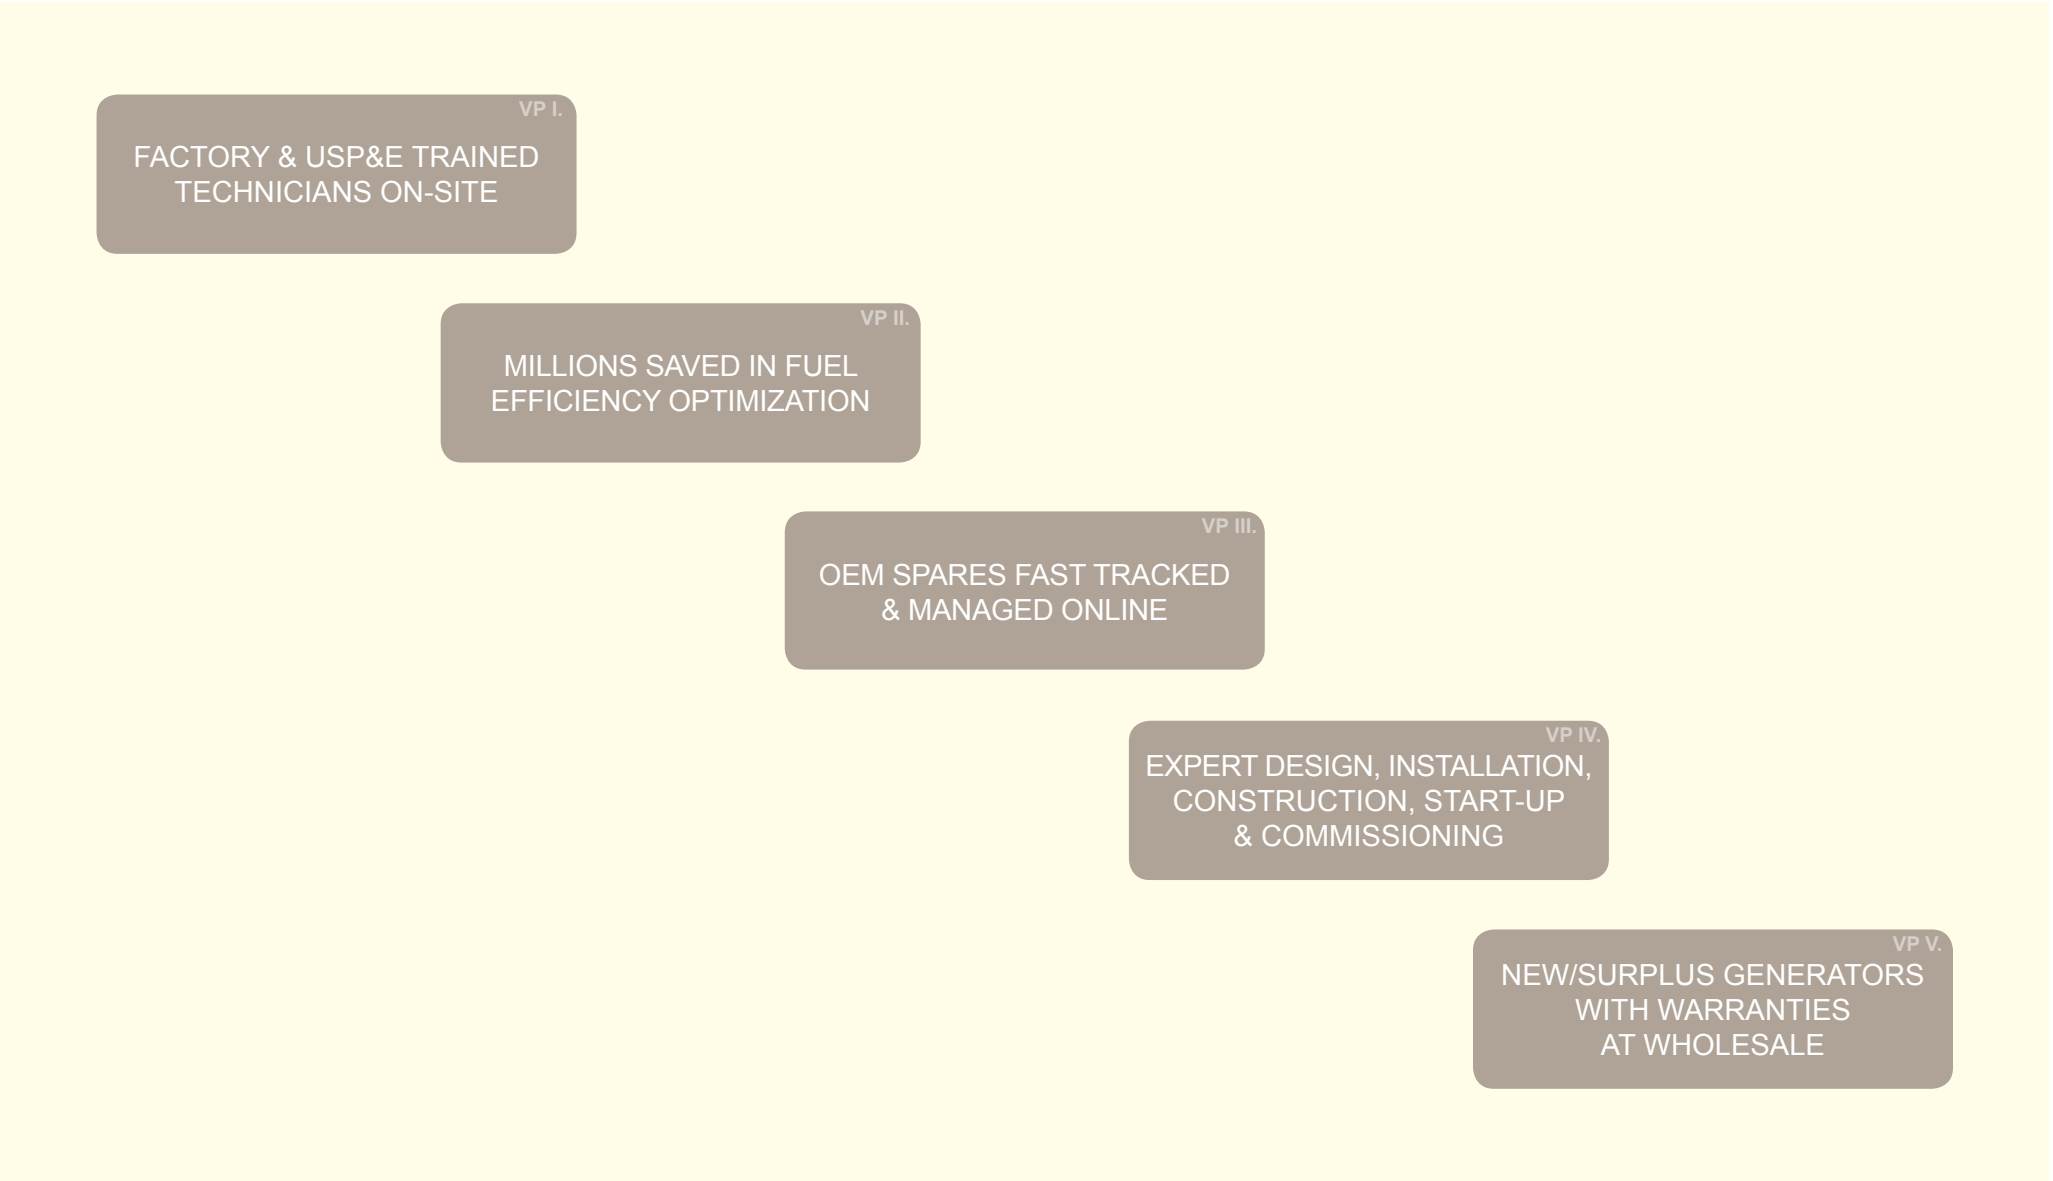 VP I.
FACTORY & USP&E TRAINED
TECHNICIANS ON-SITE
VP II.
MILLIONS SAVED IN FUEL
EFFICIENCY OPTIMIZATION
VP III.
OEM SPARES FAST TRACKED
& MANAGED ONLINE
VP IV.
EXPERT DESIGN, INSTALLATION,
CONSTRUCTION, START-UP
& COMMISSIONING
VP V.
NEW/SURPLUS GENERATORS
WITH WARRANTIES
AT WHOLESALE